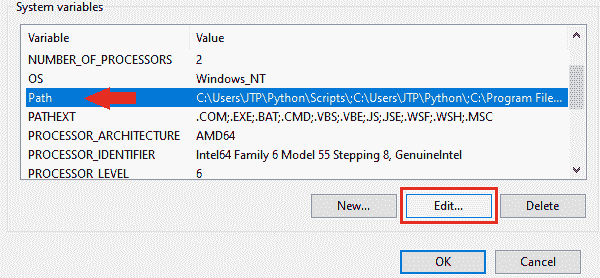 System variables
Variable Value
NUMBER_OF_PROCESSORS 2
OS Windows_NT
Path C:\Users\JTP\Python\Scripts\;C:\Users\JTP\Python\;C:\Program File...
PATHEXT .COM;.EXE;.BAT;.CMD;.VBS;.VBE;.JS;.JSE;.WSF;.WSH;.MSC
PROCESSOR_ARCHITECTURE AMD64
PROCESSOR_IDENTIFIER Intel64 Family 6 Model 55 Stepping 8, GenuineIntel
PROCESSOR_LEVEL 6
New... Edit... Delete
OK Cancel